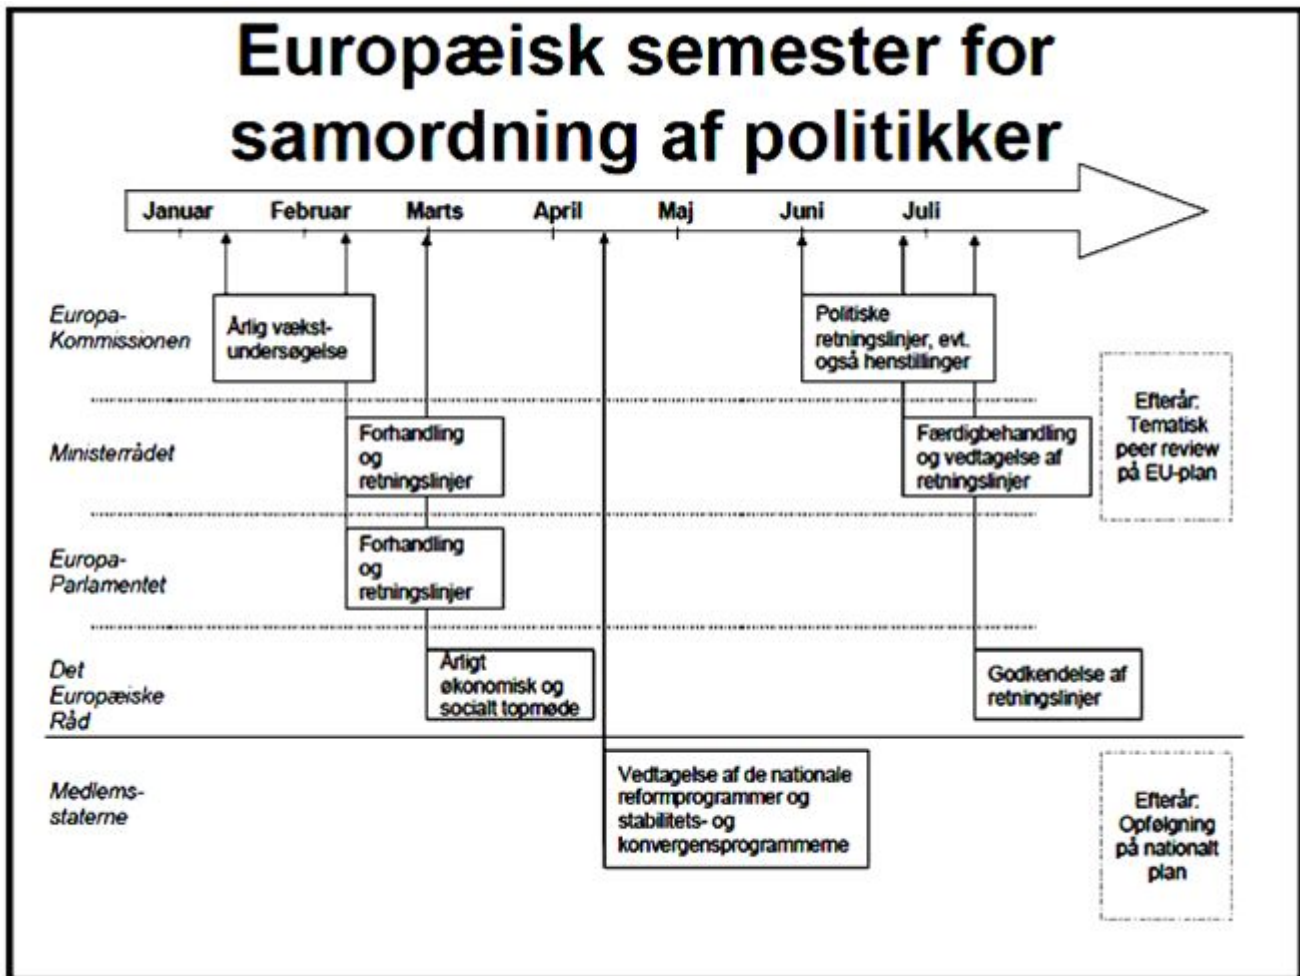 Europæisk semester for
samordning af politikker
Januar Februar Marts April Maj Juni Juli
Europa-
Kommissionen
Årlig vækst-
undersøgelse
Politiske
retningslinjer, evt.
også henstillinger
Ministerrådet
Forhandling
og
retningslinjer
Færdigbehandling
og vedtagelse af
retningslinjer
Efterår:
Tematisk
peer review
på EU-plan
Europa-
Parlamentet
Forhandling
og
retningslinjer
Det
Europæiske
Råd
Årligt
økonomisk og
socialt topmøde
Godkendelse af
retningslinjer
Medlems-
staterne
Vedtagelse af de nationale
reformprogrammer og
stabilitets- og
konvergensprogrammerne
Efterår:
Opfølgning
på nationalt
plan